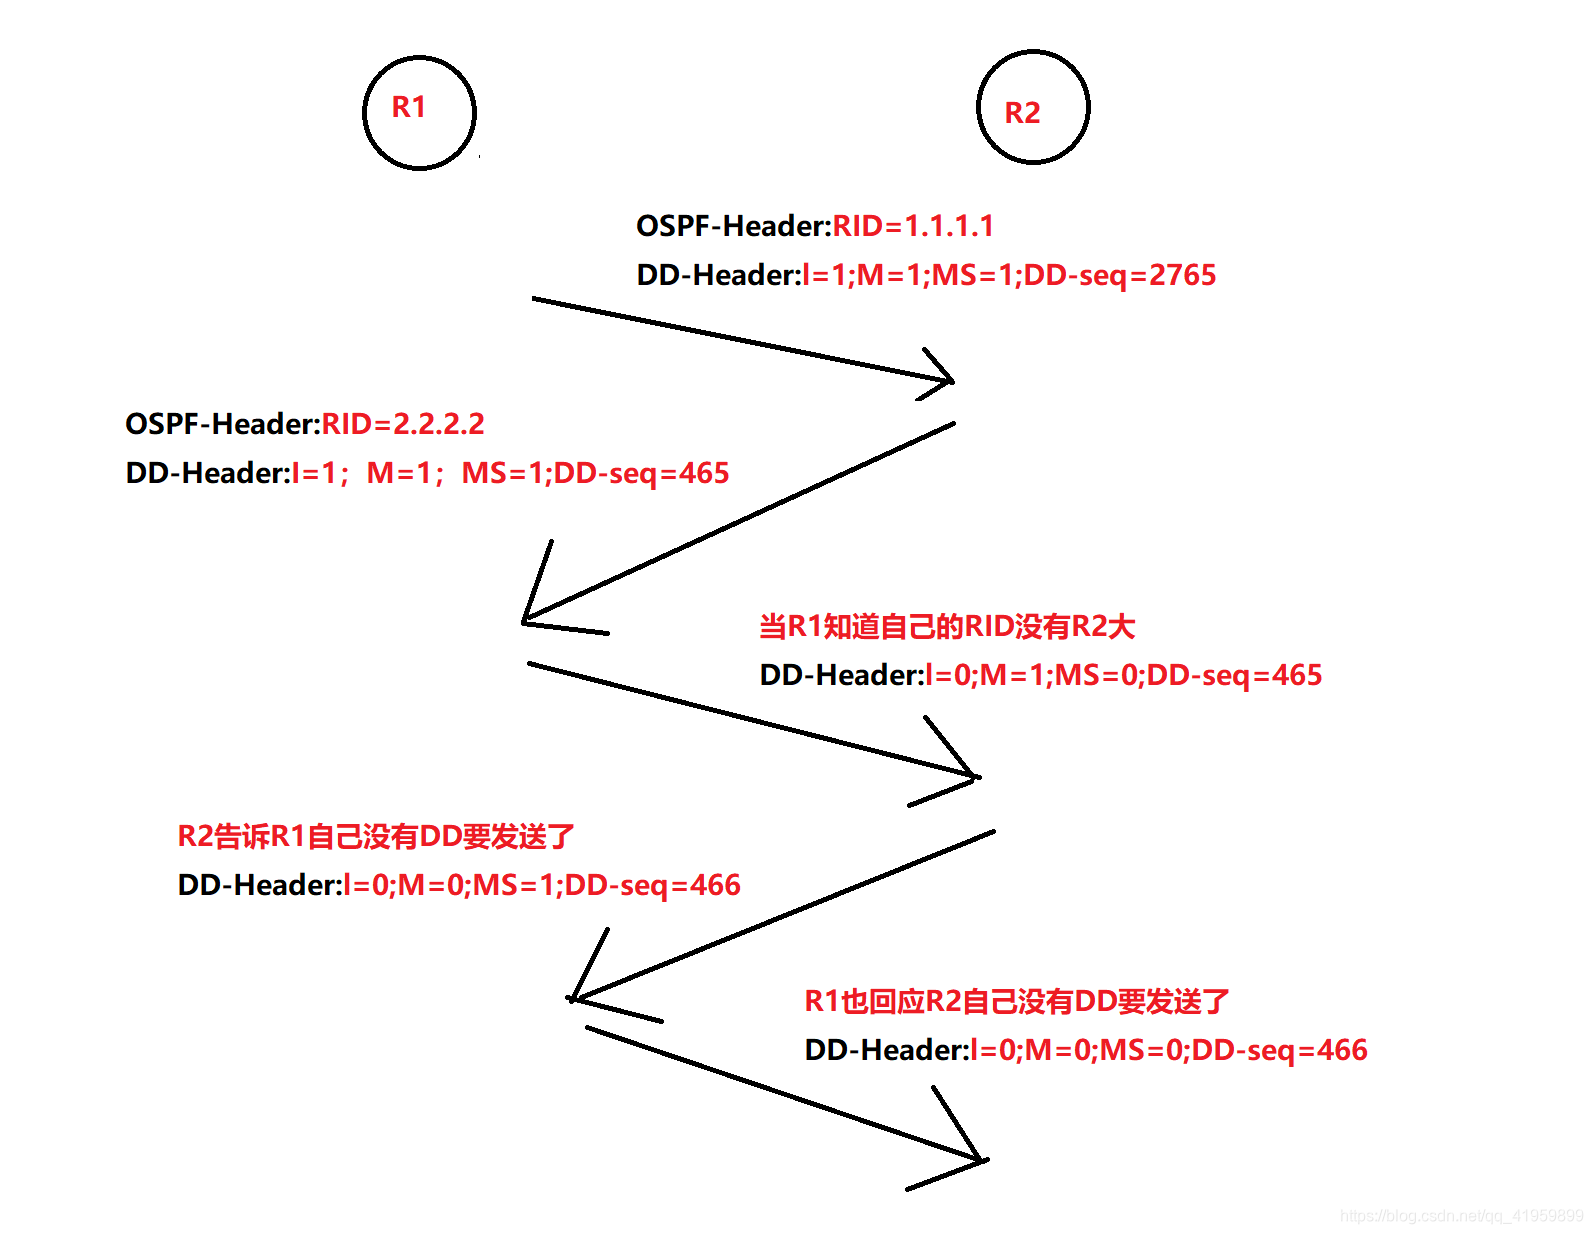 R1
R2
OSPF-Header:RID=1.1.1.1
DD-Header:l=1;M=1;MS=1;DD-seq=2765
OSPF-Header:RID=2.2.2.2
DD-Header:I=1；M=1；MS=1;DD-seq=465
当R1知道自己的RID没有R2大
DD-Header:l=0;M=1;MS=0;DD-seq=465
R2告诉R1自己没有DD要发送了
DD-Header:l=0;M=0;MS=1;DD-seq=466
R1也回应R2自己没有DD要发送了
DD-Header:l=0;M=0;MS=0;DD-seq=466
https://blog.csdn.net/qq_41959899